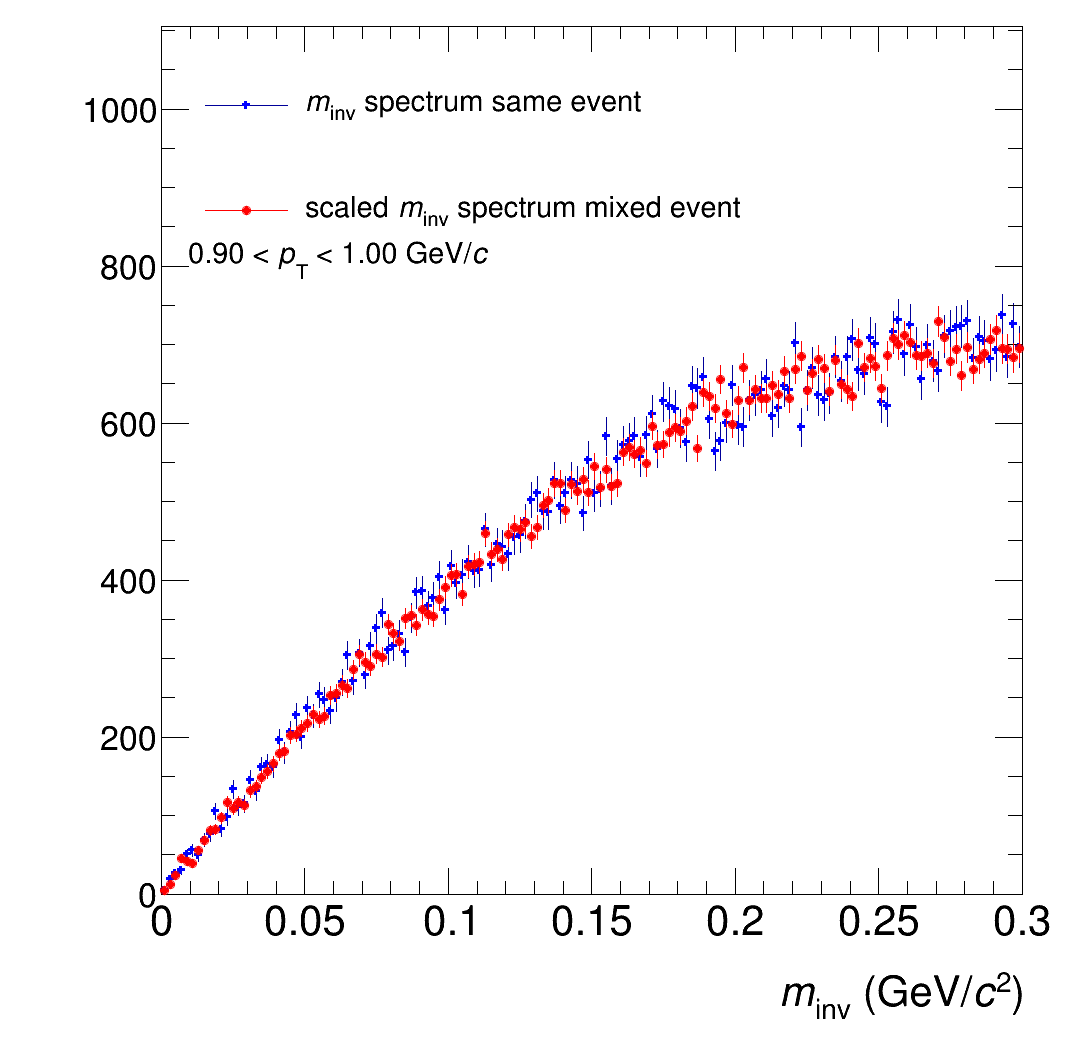 1000
800
600
400
200
0
m_inv spectrum same event
scaled m_inv spectrum mixed event
0.90 < p_T < 1.00 GeV/c
0 0.05 0.1 0.15 0.2 0.25 0.3
m_inv (GeV/c²)